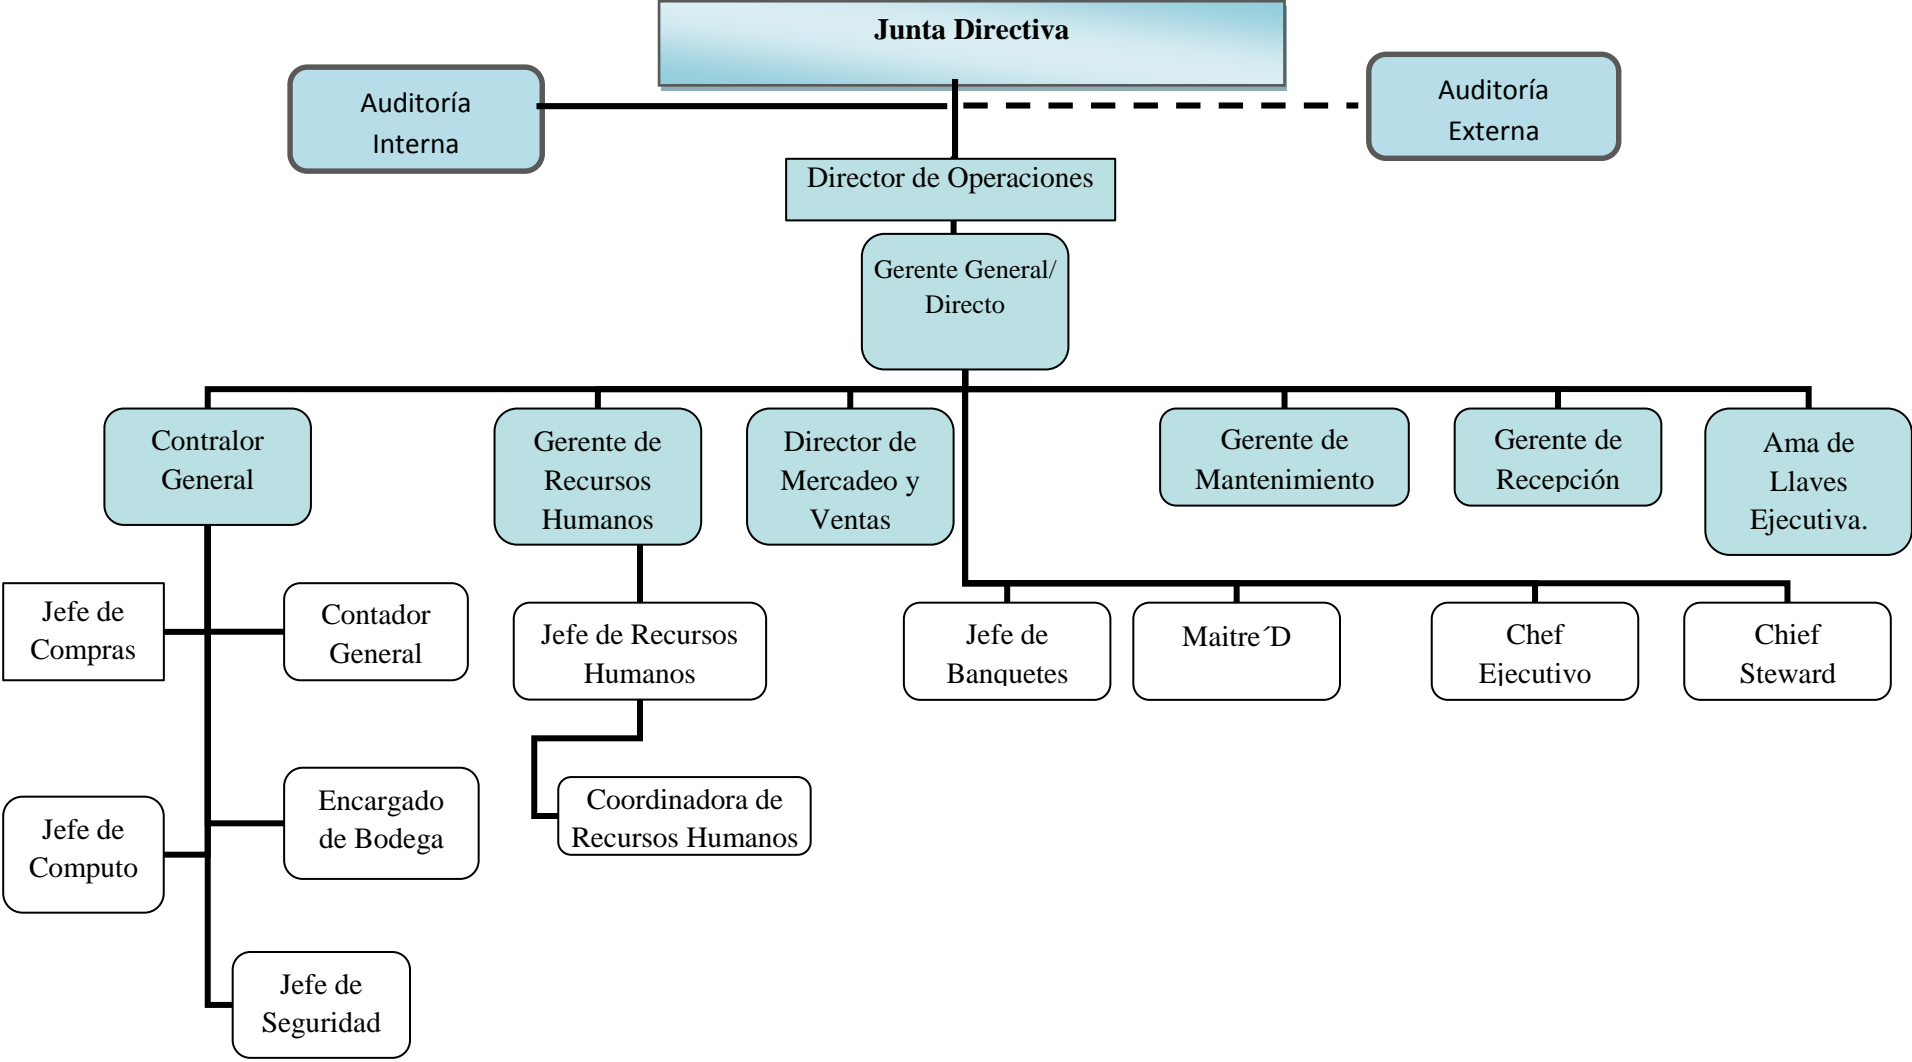 Junta Directiva
Auditoría
Interna
Auditoría
Externa
Director de Operaciones
Gerente General/
Directo
Contralor
General
Gerente de
Recursos
Humanos
Director de
Mercadeo y
Ventas
Gerente de
Mantenimiento
Gerente de
Recepción
Ama de
Llaves
Ejecutiva.
Jefe de
Compras
Contador
General
Jefe de Recursos
Humanos
Jefe de
Banquetes
Maitre´D
Chef
Ejecutivo
Chief
Steward
Jefe de
Computo
Encargado
de Bodega
Coordinadora de
Recursos Humanos
Jefe de
Seguridad